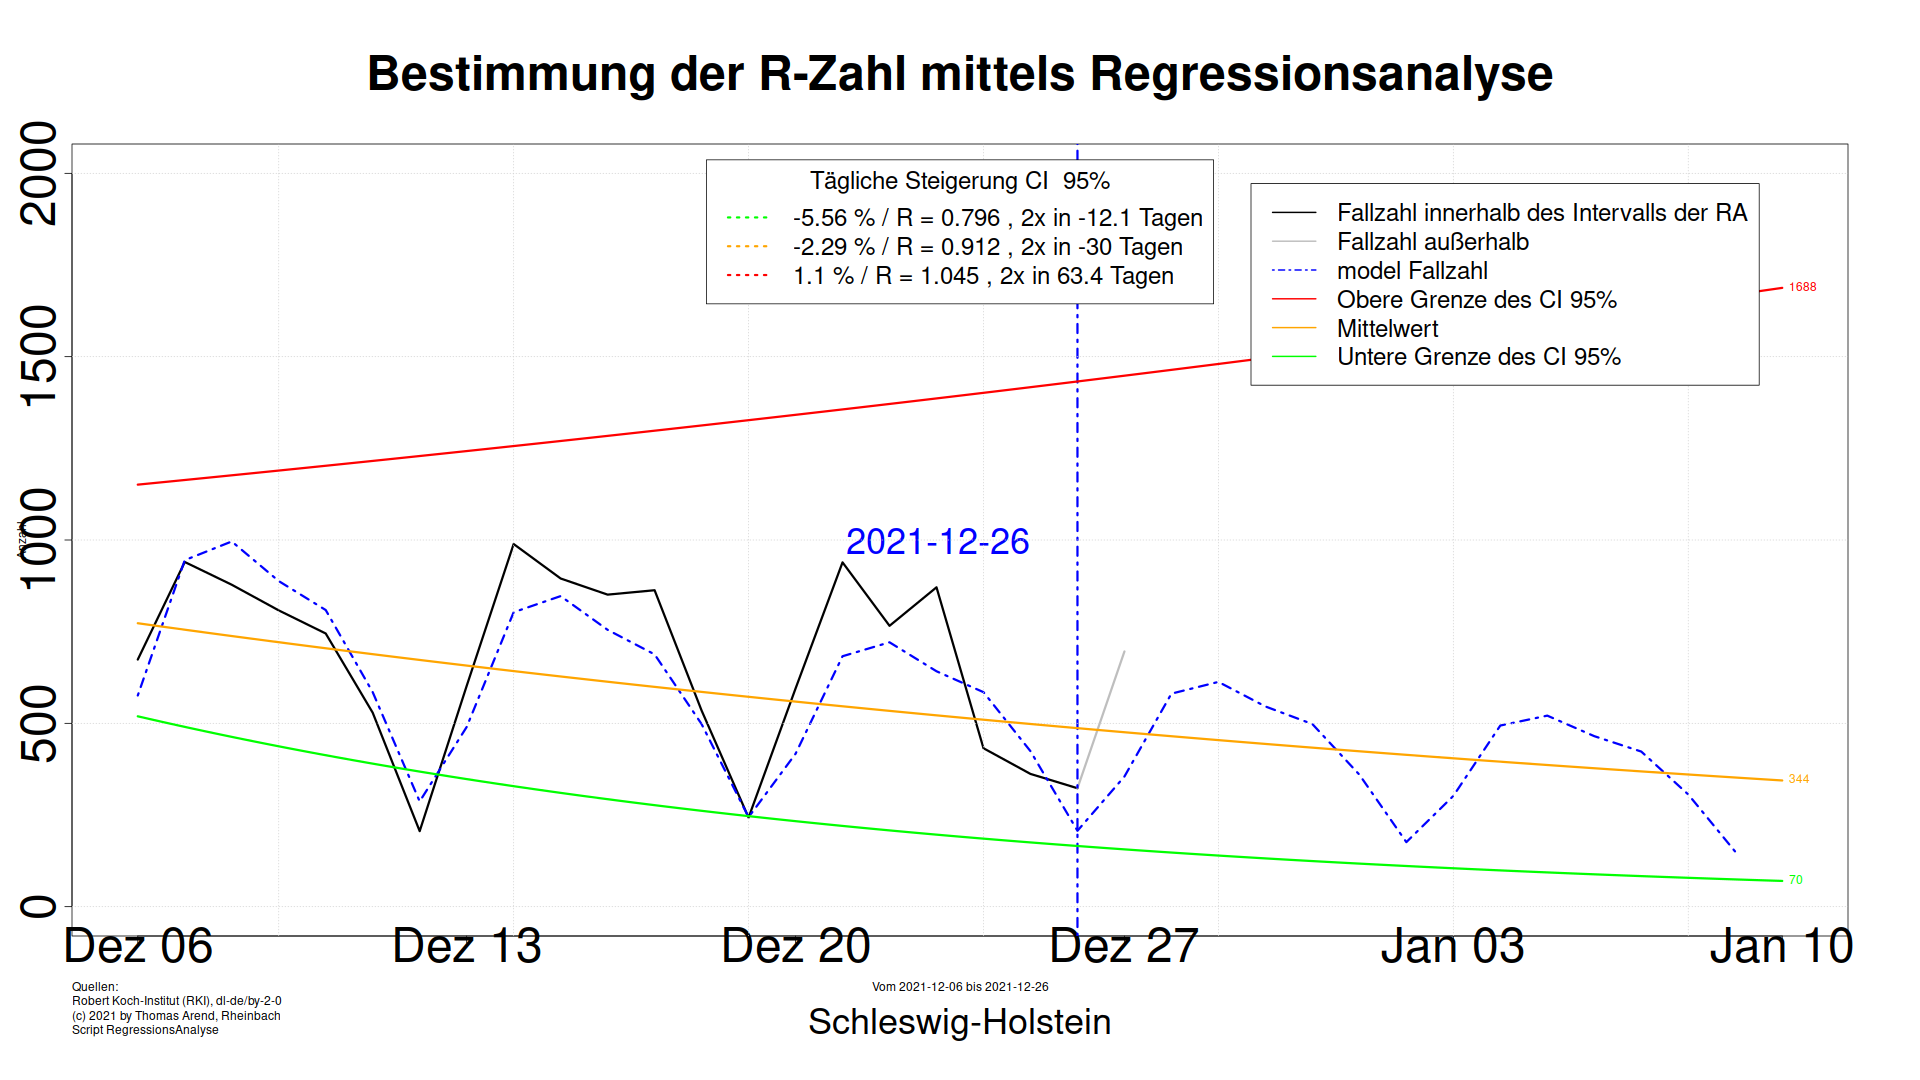 Bestimmung der R-Zahl mittels Regressionsanalyse
2000
1500
1000
500
0
Anzahl
Tägliche Steigerung CI  95%
-5.56 % / R = 0.796 , 2x in -12.1 Tagen
-2.29 % / R = 0.912 , 2x in -30 Tagen
1.1 % / R = 1.045 , 2x in 63.4 Tagen
Fallzahl innerhalb des Intervalls der RA
Fallzahl außerhalb
model Fallzahl
Obere Grenze des CI 95%
Mittelwert
Untere Grenze des CI 95%
1688
2021-12-26
344
70
Dez 06 Dez 13 Dez 20 Dez 27 Jan 03 Jan 10
Quellen:
Robert Koch-Institut (RKI), dl-de/by-2-0
(c) 2021 by Thomas Arend, Rheinbach
Script RegressionsAnalyse
Vom 2021-12-06 bis 2021-12-26
Schleswig-Holstein